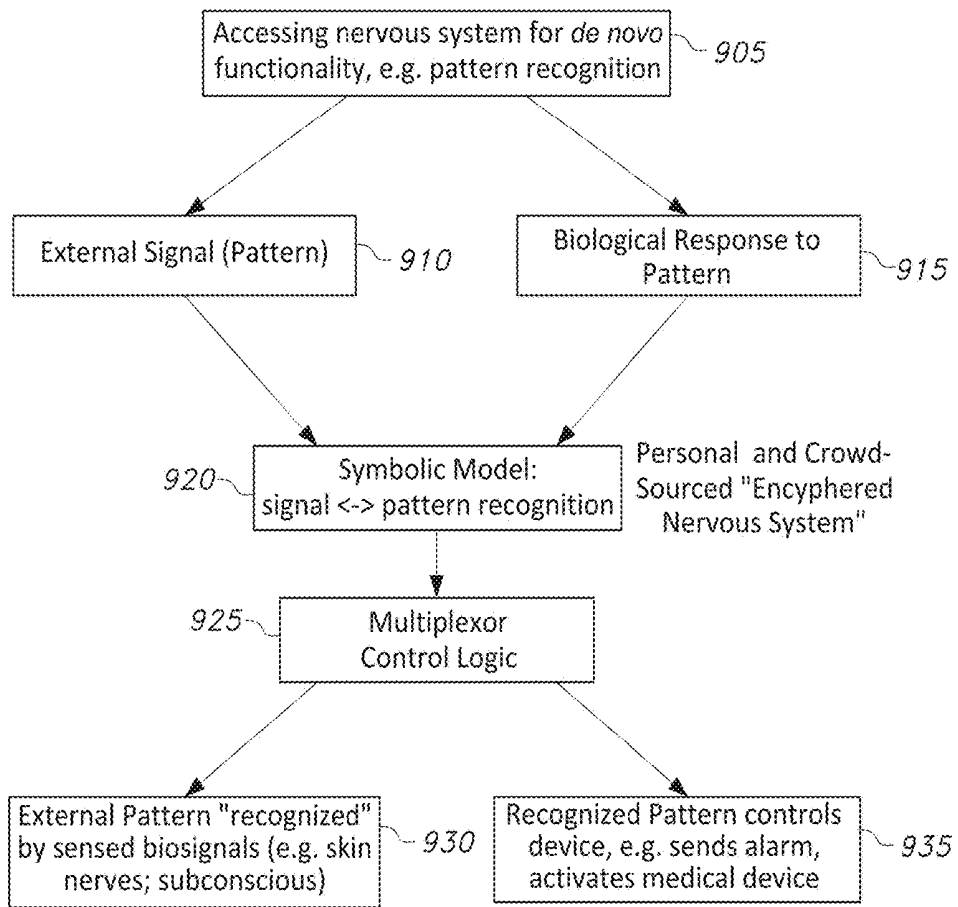 Accessing nervous system for de novo
functionality, e.g. pattern recognition
905
External Signal (Pattern)
910
Biological Response to
Pattern
915
920
Symbolic Model:
signal <-> pattern recognition
Personal and Crowd-
Sourced "Encyphered
Nervous System"
925
Multiplexor
Control Logic
External Pattern "recognized"
by sensed biosignals (e.g. skin
nerves; subconscious)
930
Recognized Pattern controls
device, e.g. sends alarm,
activates medical device
935